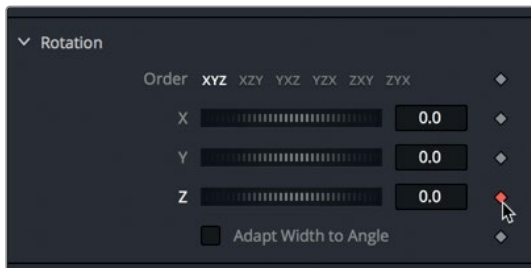 Rotation
Order XYZ XZY YXZ YZX ZXY ZYX
X 0.0
Y 0.0
Z 0.0
Adapt Width to Angle